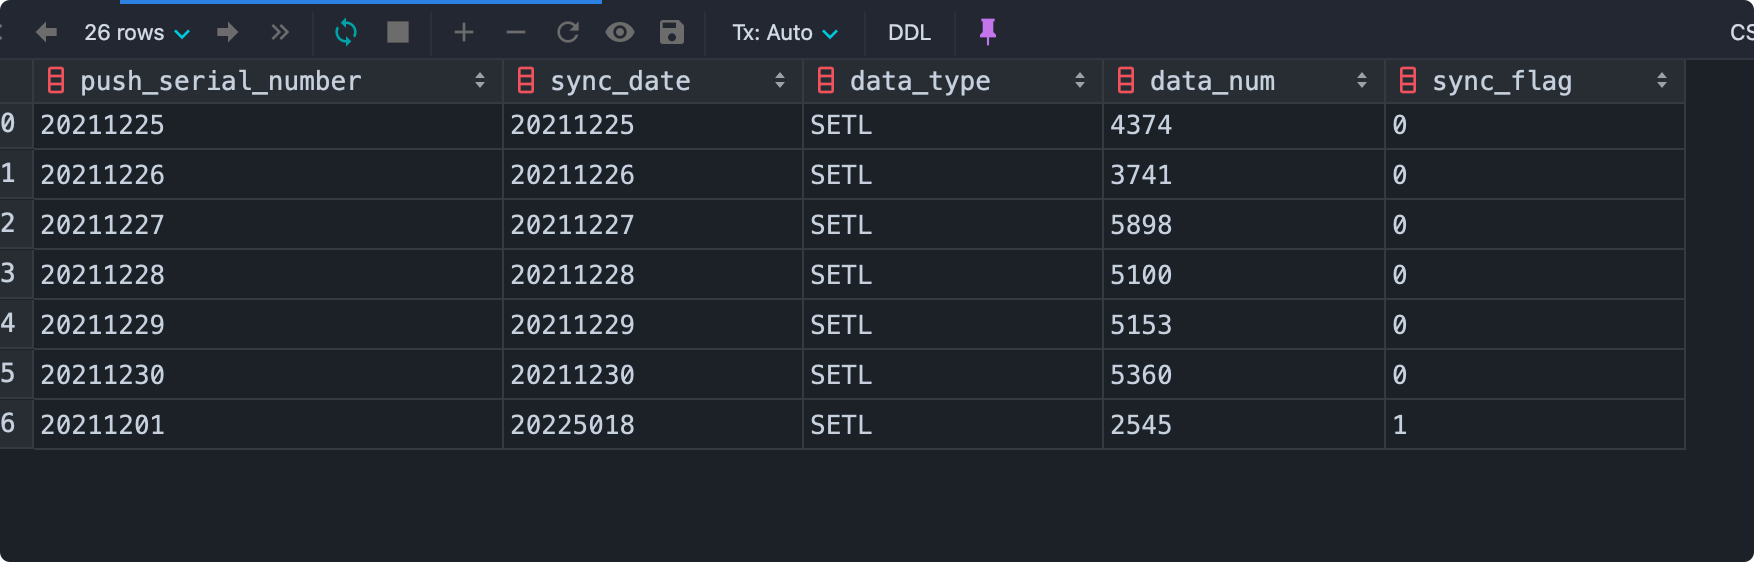 26 rows Tx: Auto DDL CS
push_serial_number sync_date data_type data_num sync_flag
0 20211225 20211225 SETL 4374 0
1 20211226 20211226 SETL 3741 0
2 20211227 20211227 SETL 5898 0
3 20211228 20211228 SETL 5100 0
4 20211229 20211229 SETL 5153 0
5 20211230 20211230 SETL 5360 0
6 20211201 20225018 SETL 2545 1